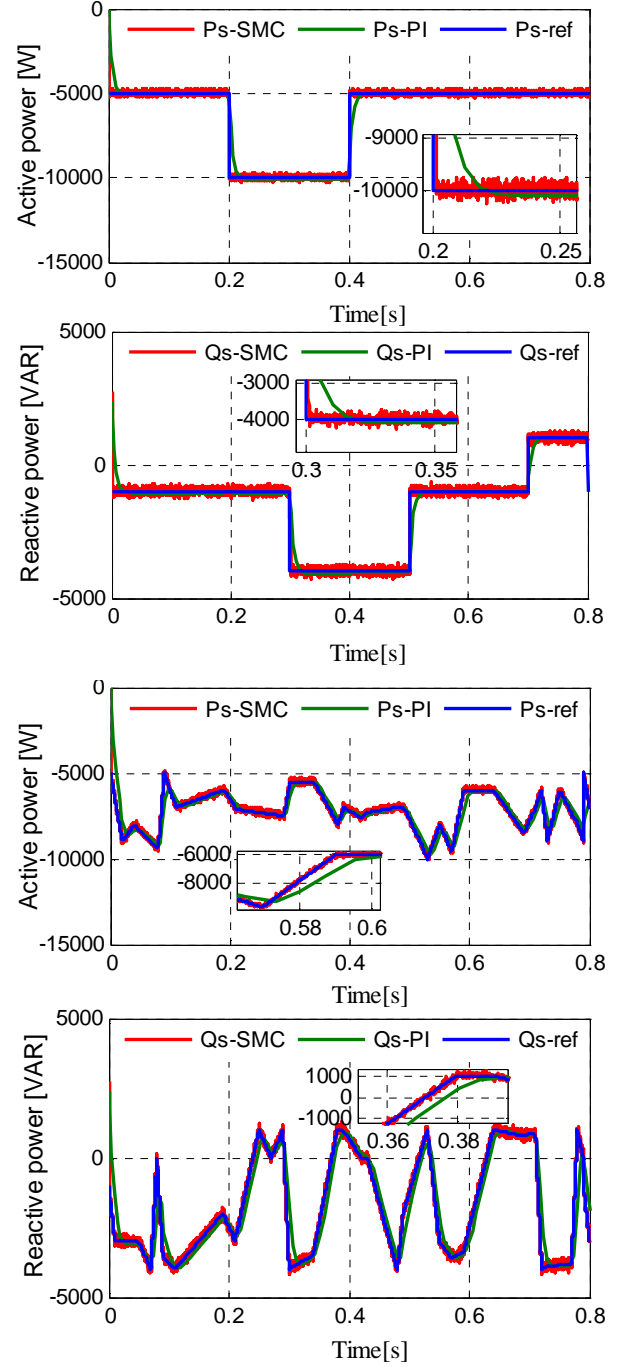 0
Ps-SMC Ps-PI Ps-ref
Active power [W]
-5000
-9000
-10000
-10000
0.2 0.25
-15000
0 0.2 0.4 0.6 0.8
Time[s]
5000
Qs-SMC Qs-PI Qs-ref
Reactive power [VAR]
-3000
-4000
0.3 0.35
0
-5000
0 0.2 0.4 0.6 0.8
Time[s]
0
Ps-SMC Ps-PI Ps-ref
Active power [W]
-5000
-6000
-10000
-8000
0.58 0.6
-15000
0 0.2 0.4 0.6 0.8
Time[s]
5000
Qs-SMC Qs-PI Qs-ref
Reactive power [VAR]
1000
0
-1000
0.36 0.38
0
-5000
0 0.2 0.4 0.6 0.8
Time[s]